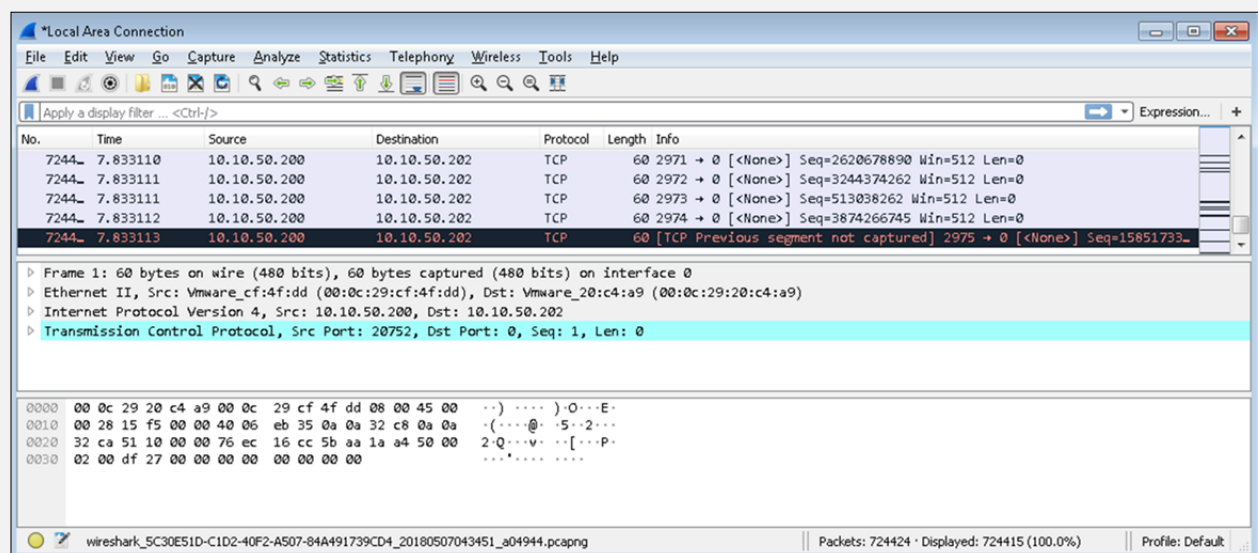 *Local Area Connection
File Edit View Go Capture Analyze Statistics Telephony Wireless Tools Help
Apply a display filter ... <Ctrl-/> Expression... +
No. Time Source Destination Protocol Length Info
7244… 7.833110 10.10.50.200 10.10.50.202 TCP 60 2971 → 0 [<None>] Seq=2620678890 Win=512 Len=0
7244… 7.833111 10.10.50.200 10.10.50.202 TCP 60 2972 → 0 [<None>] Seq=3244374262 Win=512 Len=0
7244… 7.833111 10.10.50.200 10.10.50.202 TCP 60 2973 → 0 [<None>] Seq=513038262 Win=512 Len=0
7244… 7.833112 10.10.50.200 10.10.50.202 TCP 60 2974 → 0 [<None>] Seq=3874266745 Win=512 Len=0
7244… 7.833113 10.10.50.200 10.10.50.202 TCP 60 [TCP Previous segment not captured] 2975 → 0 [<None>] Seq=15851733…
Frame 1: 60 bytes on wire (480 bits), 60 bytes captured (480 bits) on interface 0
Ethernet II, Src: Vmware_cf:4f:dd (00:0c:29:cf:4f:dd), Dst: Vmware_20:c4:a9 (00:0c:29:20:c4:a9)
Internet Protocol Version 4, Src: 10.10.50.200, Dst: 10.10.50.202
Transmission Control Protocol, Src Port: 20752, Dst Port: 0, Seq: 1, Len: 0
0000 00 0c 29 20 c4 a9 00 0c 29 cf 4f dd 08 00 45 00 ··) ···· )·O···E·
0010 00 28 15 f5 00 00 40 06 eb 35 0a 0a 32 c8 0a 0a ·(····@· ·5··2···
0020 32 ca 51 10 00 00 76 ec 16 cc 5b aa 1a a4 50 00 2·Q···v· ··[···P·
0030 02 00 df 27 00 00 00 00 00 00 00 00 ···'···· ····
wireshark_5C30E51D-C1D2-40F2-A507-84A491739CD4_20180507043451_a04944.pcapng Packets: 724424 · Displayed: 724415 (100.0%) Profile: Default